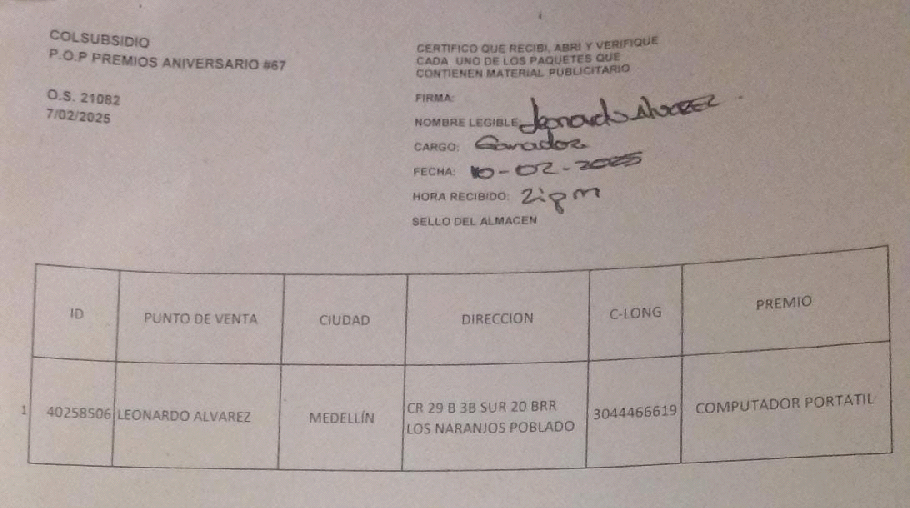 COLSUBSIDIO
P.O.P PREMIOS ANIVERSARIO #67
O.S. 21082
7/02/2025
CERTIFICO QUE RECIBI, ABRI Y VERIFIQUE
CADA UNO DE LOS PAQUETES QUE
CONTIENEN MATERIAL PUBLICITARIO
FIRMA:
NOMBRE LEGIBLE: Leonardo Alvarez
CARGO: Ganador
FECHA: 10-02-2025
HORA RECIBIDO:
SELLO DEL ALMACEN
ID PUNTO DE VENTA CIUDAD DIRECCION C-LONG PREMIO
1 40258506 LEONARDO ALVAREZ MEDELLÍN CR 29 B 38 SUR 20 BRR 3044466619 COMPUTADOR PORTATIL
LOS NARANJOS POBLADO